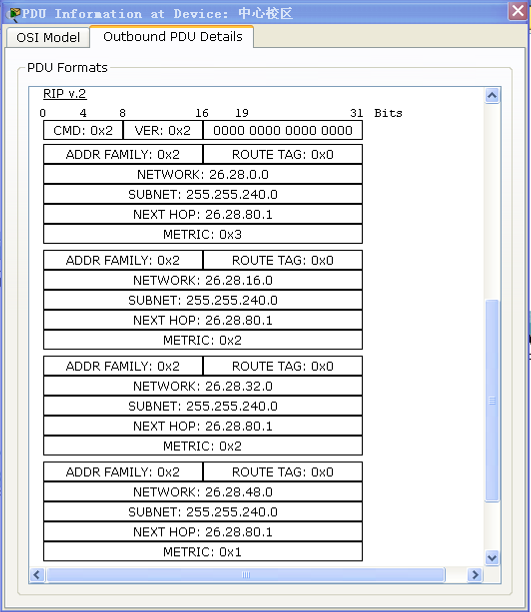 PDU Information at Device: 中心校区
OSI Model Outbound PDU Details
PDU Formats
RIP v.2
0 4 8 16 19 31 Bits
CMD: 0x2 VER: 0x2 0000 0000 0000 0000
ADDR FAMILY: 0x2 ROUTE TAG: 0x0
NETWORK: 26.28.0.0
SUBNET: 255.255.240.0
NEXT HOP: 26.28.80.1
METRIC: 0x3
ADDR FAMILY: 0x2 ROUTE TAG: 0x0
NETWORK: 26.28.16.0
SUBNET: 255.255.240.0
NEXT HOP: 26.28.80.1
METRIC: 0x2
ADDR FAMILY: 0x2 ROUTE TAG: 0x0
NETWORK: 26.28.32.0
SUBNET: 255.255.240.0
NEXT HOP: 26.28.80.1
METRIC: 0x2
ADDR FAMILY: 0x2 ROUTE TAG: 0x0
NETWORK: 26.28.48.0
SUBNET: 255.255.240.0
NEXT HOP: 26.28.80.1
METRIC: 0x1